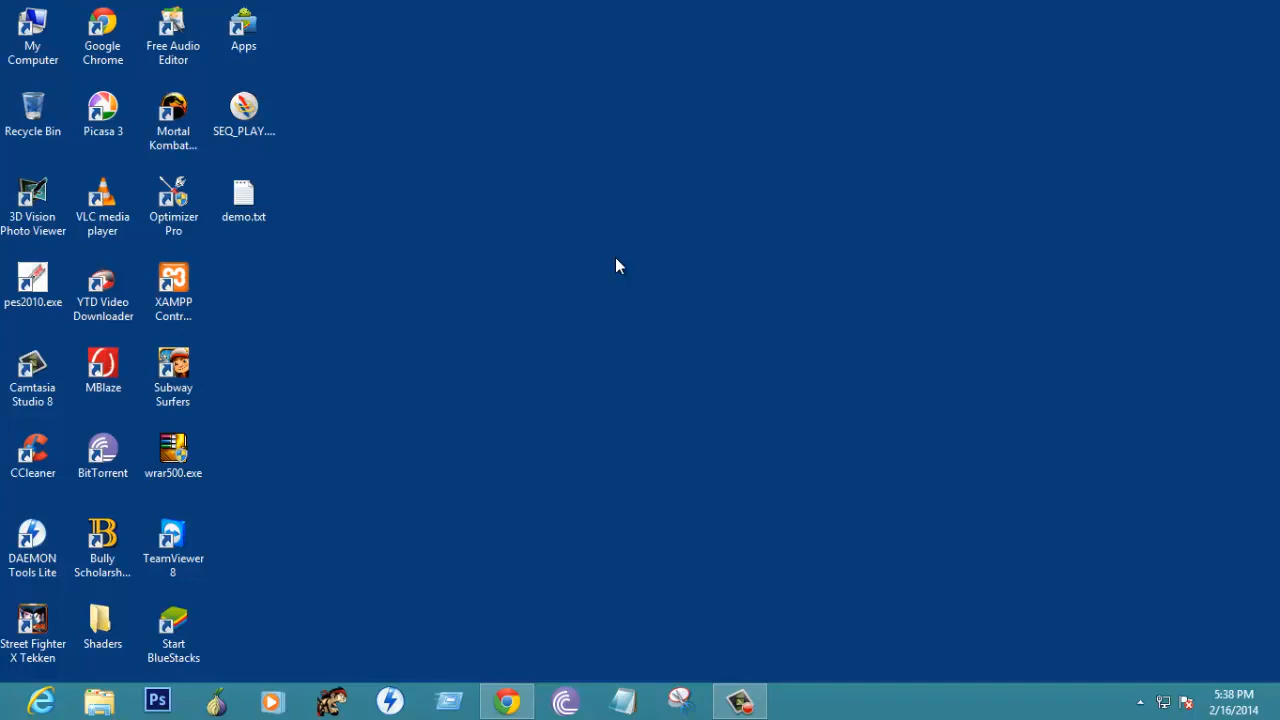 My
Computer
Google
Chrome
Free Audio
Editor
Apps
Recycle Bin
Picasa 3
Mortal
Kombat...
SEQ_PLAY....
3D Vision
Photo Viewer
VLC media
player
Optimizer
Pro
demo.txt
pes2010.exe
YTD Video
Downloader
XAMPP
Contr...
Camtasia
Studio 8
MBlaze
Subway
Surfers
CCleaner
BitTorrent
wrar500.exe
DAEMON
Tools Lite
Bully
Scholarsh...
TeamViewer
8
Street Fighter
X Tekken
Shaders
Start
BlueStacks
Ps
5:38 PM
2/16/2014